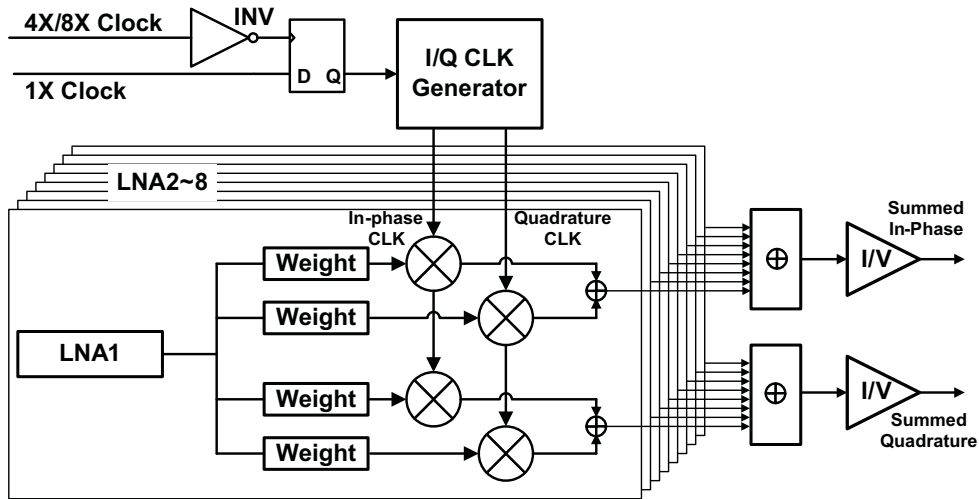 4X/8X Clock
INV
D Q
1X Clock
I/Q CLK
Generator
LNA2~8
In-phase
CLK
Quadrature
CLK
Weight
Weight
LNA1
Weight
Weight
Summed
In-Phase
I/V
I/V
Summed
Quadrature